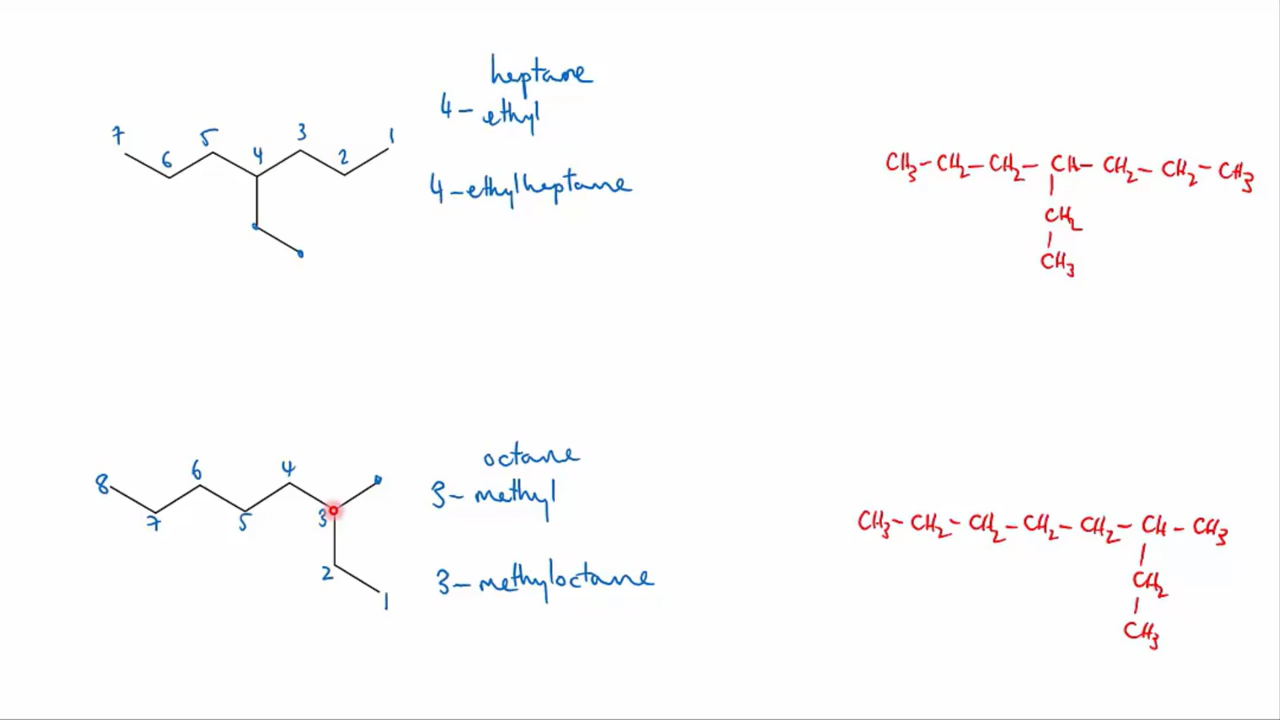 heptane
4- ethyl
7 6 5 4 3 2 1
4-ethylheptane
CH3-CH2-CH2-CH-CH2-CH2-CH3
CH2
CH3
octane
3- methyl
8 7 6 5 4 3 2 1
3-methyloctane
CH3-CH2-CH2-CH2-CH2-CH-CH3
CH2
CH3